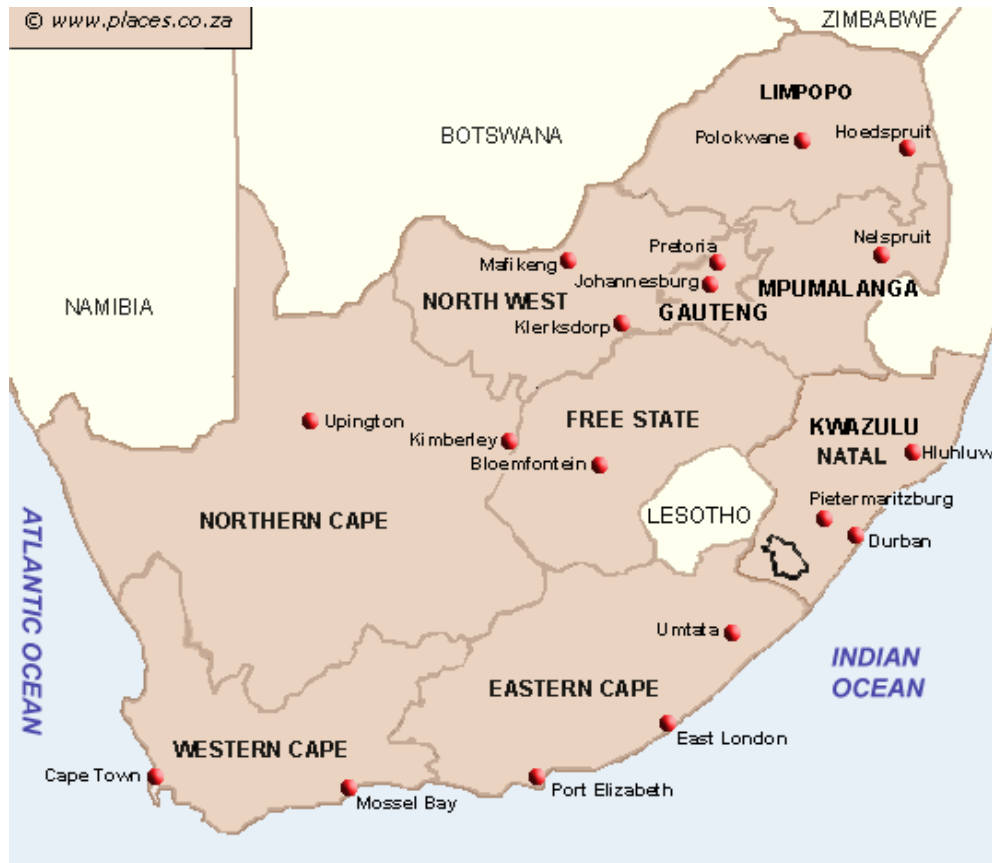 © www.places.co.za
ZIMBABWE
LIMPOPO
BOTSWANA
Polokwane
Hoedspruit
Pretoria
Nelspruit
Mafikeng
Johannesburg
MPUMALANGA
NAMIBIA
NORTH WEST
GAUTENG
Klerksdorp
Upington
FREE STATE
KWAZULU
NATAL
Kimberley
Hluhluw
Bloemfontein
Pietermaritzburg
NORTHERN CAPE
LESOTHO
Durban
ATLANTIC OCEAN
Umtata
INDIAN
OCEAN
EASTERN CAPE
East London
WESTERN CAPE
Cape Town
Mossel Bay
Port Elizabeth